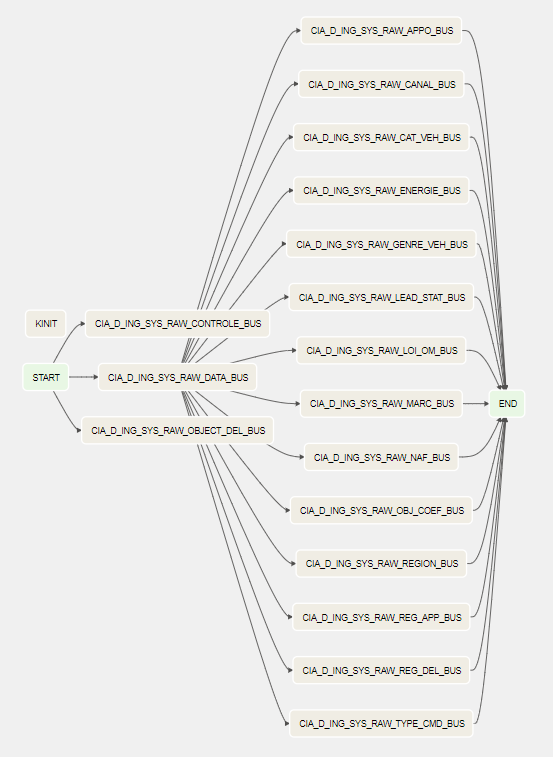 CIA_D_ING_SYS_RAW_APPO_BUS
CIA_D_ING_SYS_RAW_CANAL_BUS
CIA_D_ING_SYS_RAW_CAT_VEH_BUS
CIA_D_ING_SYS_RAW_ENERGIE_BUS
CIA_D_ING_SYS_RAW_GENRE_VEH_BUS
CIA_D_ING_SYS_RAW_LEAD_STAT_BUS
KINIT
CIA_D_ING_SYS_RAW_CONTROLE_BUS
CIA_D_ING_SYS_RAW_LOI_OM_BUS
START
CIA_D_ING_SYS_RAW_DATA_BUS
CIA_D_ING_SYS_RAW_MARC_BUS
END
CIA_D_ING_SYS_RAW_OBJECT_DEL_BUS
CIA_D_ING_SYS_RAW_NAF_BUS
CIA_D_ING_SYS_RAW_OBJ_COEF_BUS
CIA_D_ING_SYS_RAW_REGION_BUS
CIA_D_ING_SYS_RAW_REG_APP_BUS
CIA_D_ING_SYS_RAW_REG_DEL_BUS
CIA_D_ING_SYS_RAW_TYPE_CMD_BUS